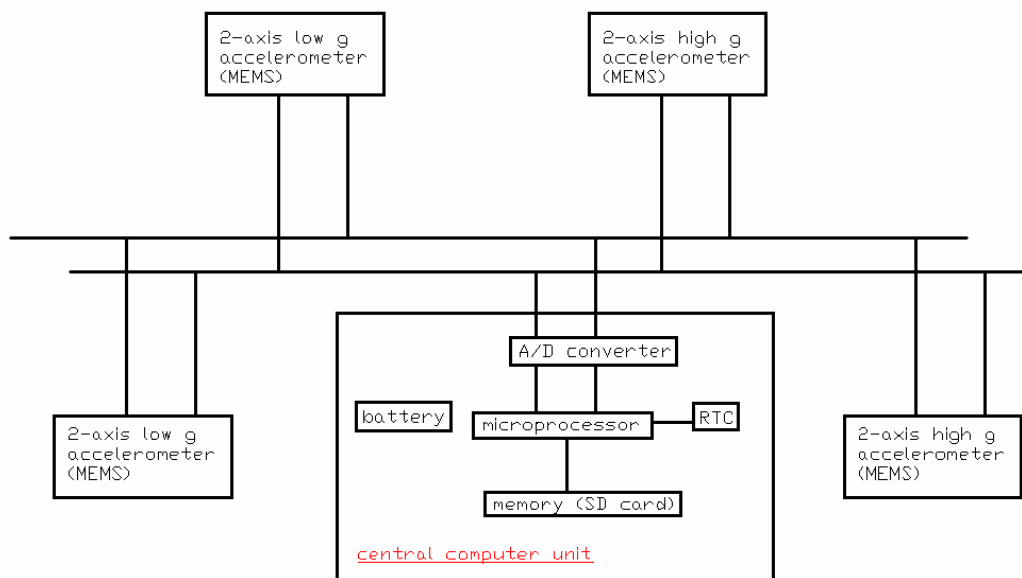 2-axis low g
accelerometer
(MEMS)
2-axis high g
accelerometer
(MEMS)
A/D converter
battery
microprocessor
RTC
2-axis low g
accelerometer
(MEMS)
2-axis high g
accelerometer
(MEMS)
memory (SD card)
central computer unit